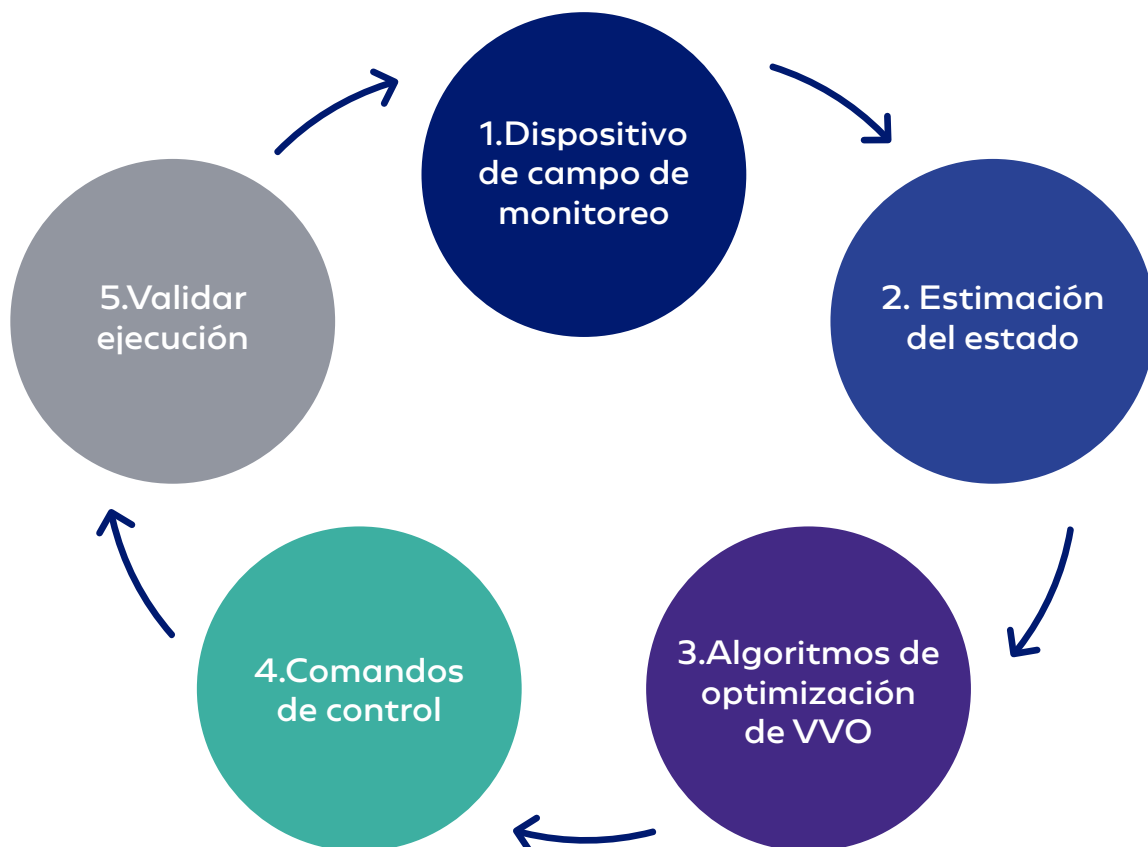 1.Dispositivo
de campo de
monitoreo
2. Estimación
del estado
3.Algoritmos de
optimización
de VVO
4.Comandos
de control
5.Validar
ejecución